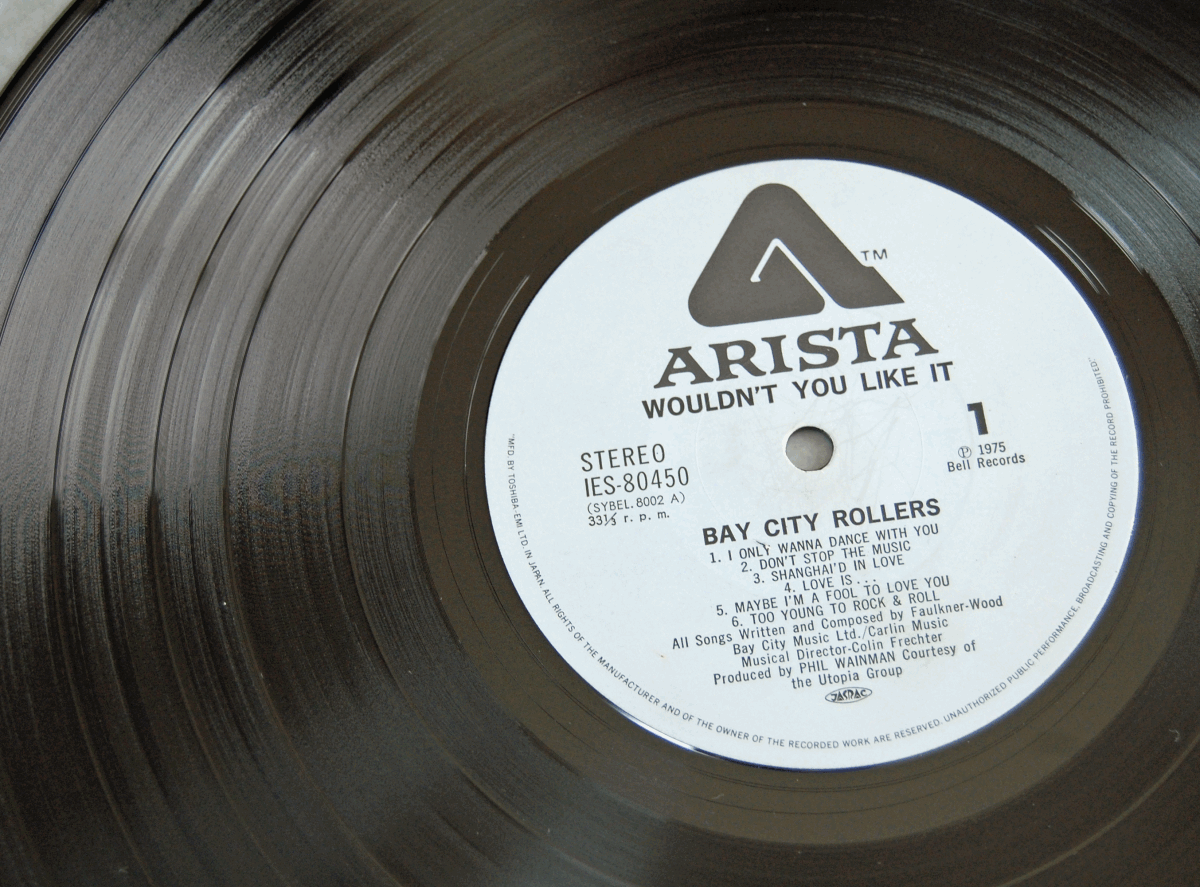 TM
ARISTA
WOULDN'T YOU LIKE IT
1
STEREO
IES-80450
(SYBEL. 8002 A)
33⅓ r. p. m.
Ⓟ 1975
Bell Records
BAY CITY ROLLERS
1. I ONLY WANNA DANCE WITH YOU
2. DON'T STOP THE MUSIC
3. SHANGHAI'D IN LOVE
4. LOVE IS ...
5. MAYBE I'M A FOOL TO LOVE YOU
6. TOO YOUNG TO ROCK & ROLL
All Songs Written and Composed by Faulkner-Wood
Bay City Music Ltd./Carlin Music
Musical Director-Colin Frechter
Produced by PHIL WAINMAN Courtesy of
the Utopia Group
JASRAC
"MFD. BY TOSHIBA-EMI LTD. IN JAPAN. ALL RIGHTS OF THE MANUFACTURER AND OF THE OWNER OF THE RECORDED WORK ARE RESERVED. UNAUTHORIZED PUBLIC PERFORMANCE, BROADCASTING AND COPYING OF THE RECORD PROHIBITED"